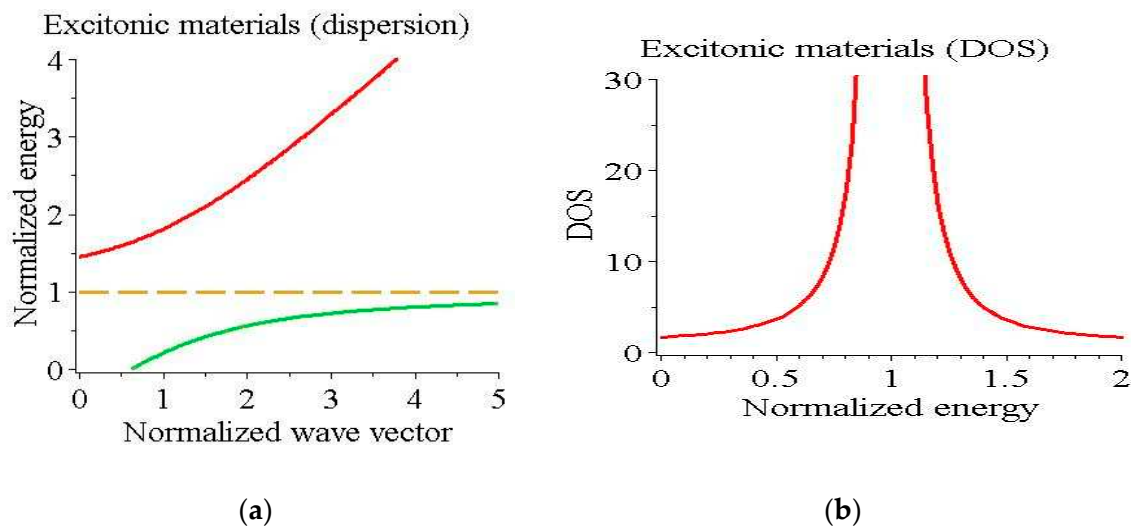 Excitonic materials (dispersion)
4
3
2
1
0
Normalized energy
0 1 2 3 4 5
Normalized wave vector
(a)
Excitonic materials (DOS)
30
20
10
0
DOS
0 0.5 1 1.5 2
Normalized energy
(b)